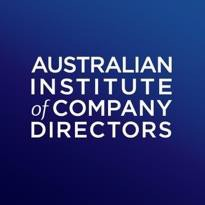 AUSTRALIAN
INSTITUTE
of COMPANY
DIRECTORS